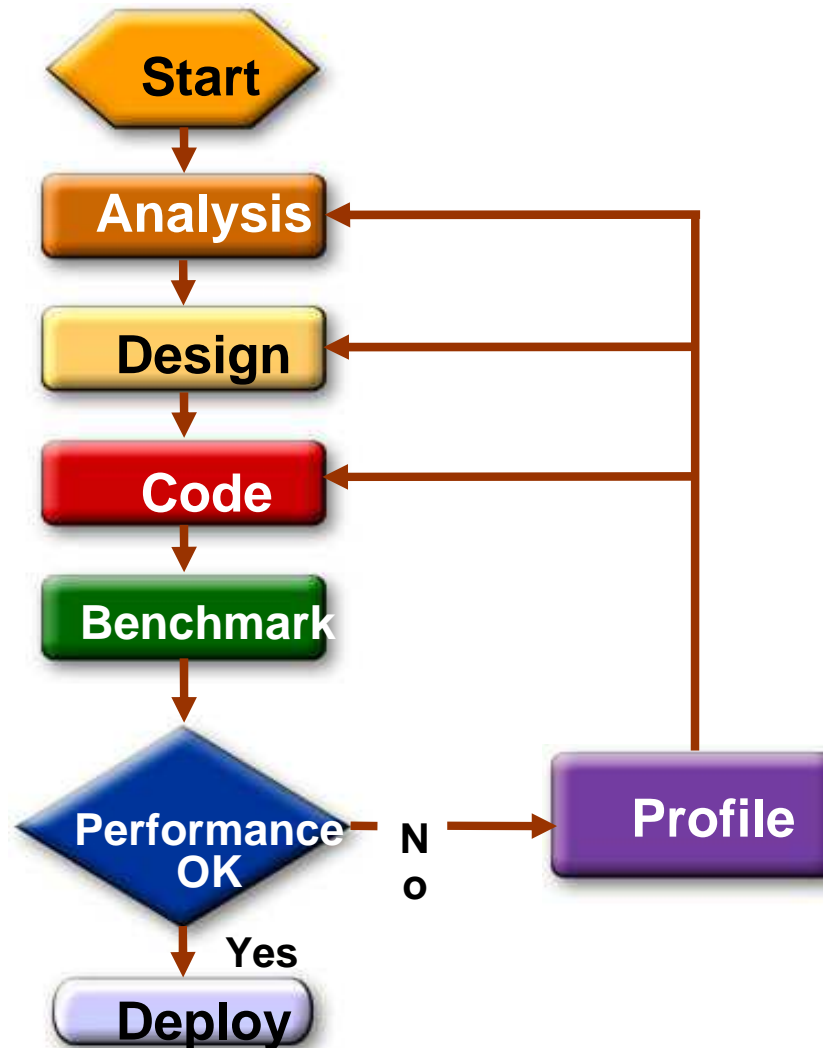 Start
Analysis
Design
Code
Benchmark
Performance
OK
N
o
Profile
Yes
Deploy